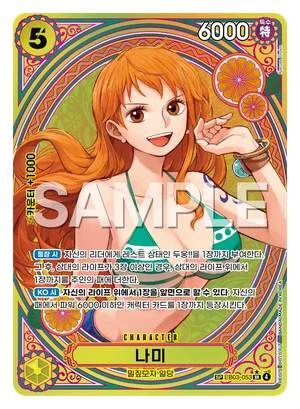 5
6000
특수
特
카운터 +1000
SAMPLE
등장 시 자신의 리더에게 레스트 상태인 두웅!!을 1장까지 부여한다.
그 후, 상대의 라이프가 3장 이상인 경우, 상대의 라이프 위에서
1장까지를 주인의 패에 더한다.
KO 시 자신의 라이프 위에서 1장을 앞면으로 할 수 있다: 자신의
패에서 파워 6000 이하인 캐릭터 카드를 1장까지 등장시킨다.
CHARACTER
나미
밀짚모자 일당
SP EB03-053 SR 4